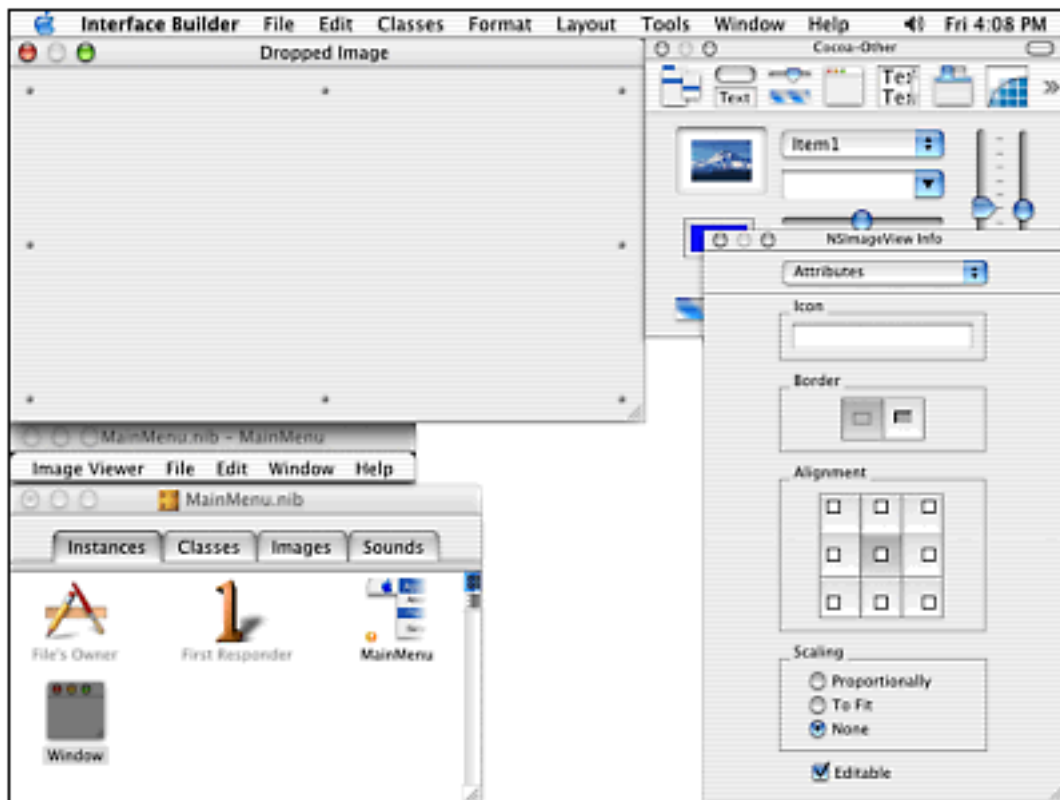 Interface Builder File Edit Classes Format Layout Tools Window Help Fri 4:08 PM
Dropped Image
Cocoa-Other
Text
Item1
NSImageView Info
Attributes
Icon
Border
Alignment
Scaling
Proportionally
To Fit
None
Editable
MainMenu.nib - MainMenu
Image Viewer File Edit Window Help
MainMenu.nib
Instances Classes Images Sounds
File's Owner First Responder MainMenu
Window